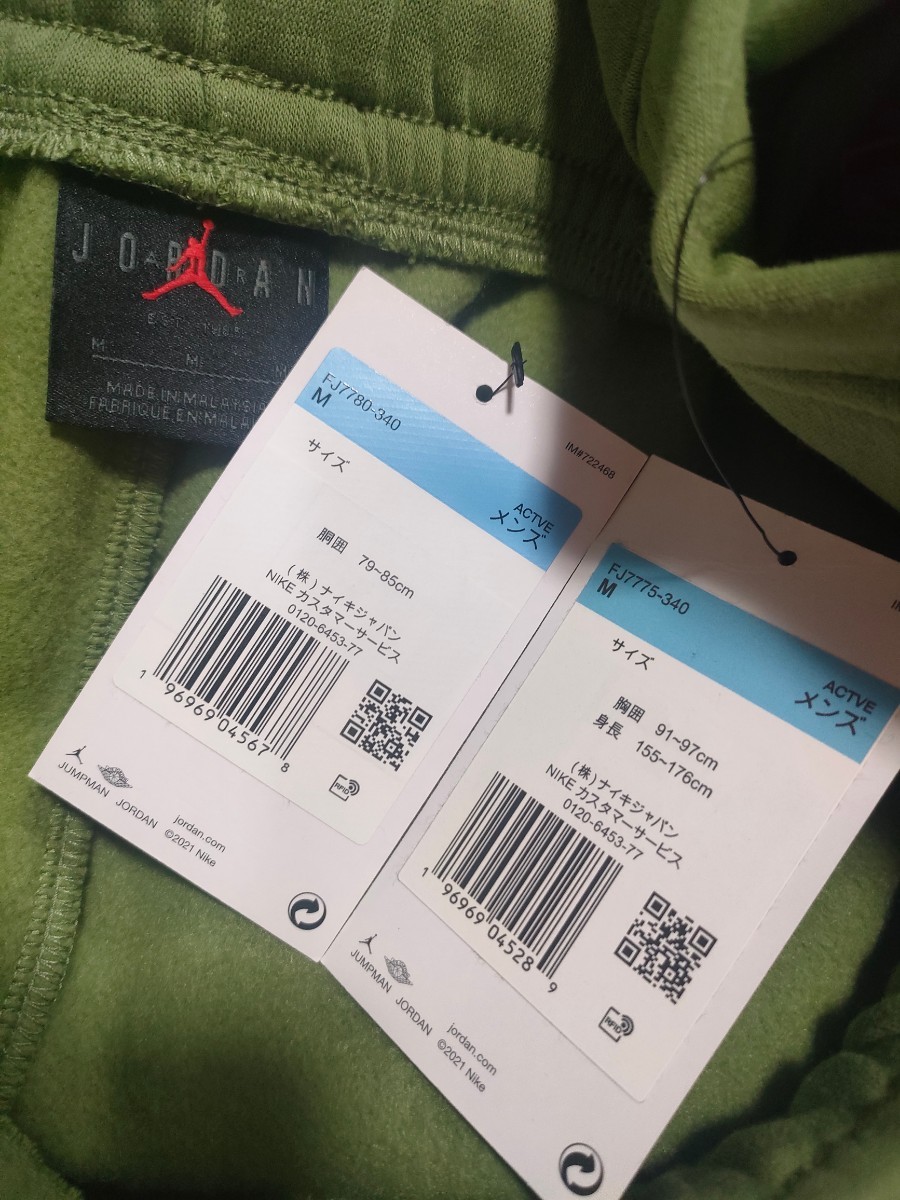 JORDAN
M
M
M
MADE IN MALAYSIA
FABRIQUÉ EN MALAI
FJ7780-340
M
ACTVE
メンズ
サイズ
胴囲 79~85cm
(株)ナイキジャパン
NIKE カスタマーサービス
0120-6453-77
1 96969 04567 8
RFID
JUMPMAN JORDAN
jordan.com
©2021 Nike
IM#722468
FJ7775-340
M
ACTVE
メンズ
サイズ
胸囲 91~97cm
身長 155~176cm
(株)ナイキジャパン
NIKE カスタマーサービス
0120-6453-77
1 96969 04528 9
RFID
JUMPMAN JORDAN
jordan.com
©2021 Nike